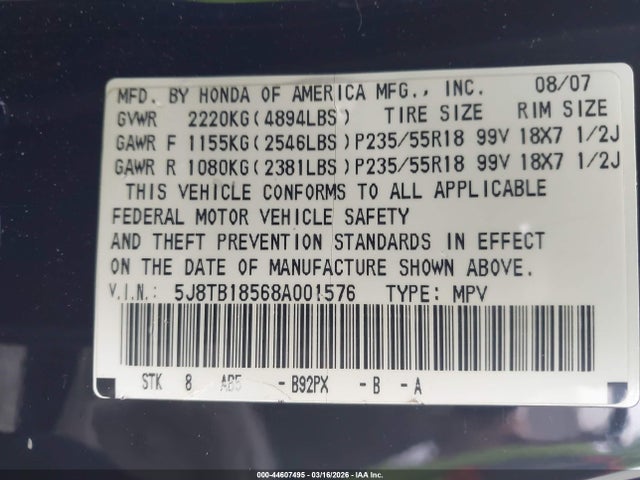 MFD. BY HONDA OF AMERICA MFG., INC. 08/07
GVWR 2220KG(4894LBS) TIRE SIZE RIM SIZE
GAWR F 1155KG(2546LBS)P235/55R18 99V 18X7 1/2J
GAWR R 1080KG(2381LBS)P235/55R18 99V 18X7 1/2J
THIS VEHICLE CONFORMS TO ALL APPLICABLE
FEDERAL MOTOR VEHICLE SAFETY
AND THEFT PREVENTION STANDARDS IN EFFECT
ON THE DATE OF MANUFACTURE SHOWN ABOVE.
V.I.N.: 5J8TB18568A001576 TYPE: MPV
STK 8 AB5 -B92PX -B -A
000-44607495 - 03/16/2026 - IAA Inc.